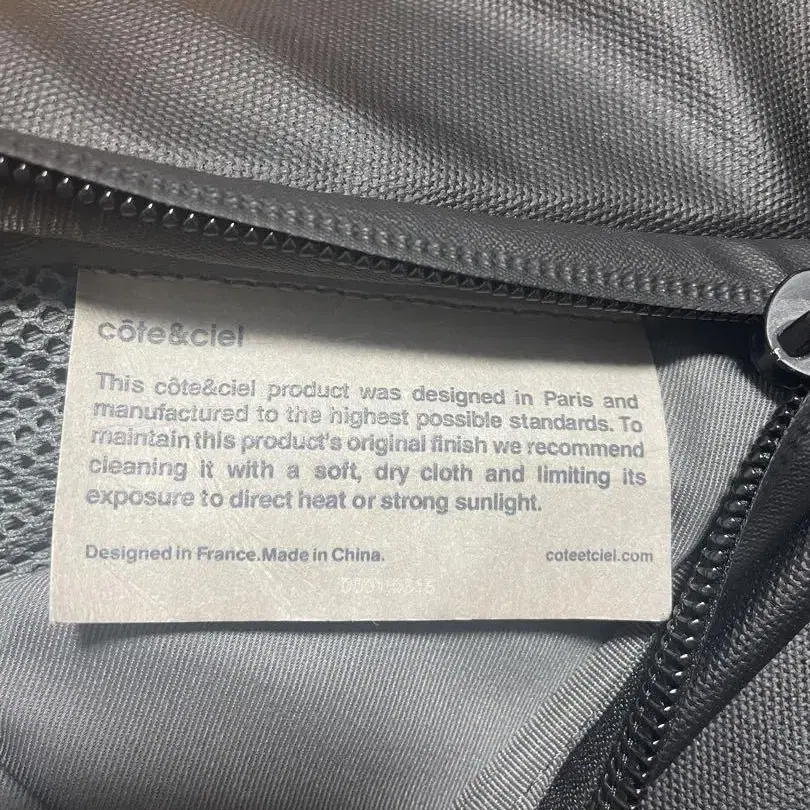 côte&ciel
This côte&ciel product was designed in Paris and
manufactured to the highest possible standards. To
maintain this product's original finish we recommend
cleaning it with a soft, dry cloth and limiting its
exposure to direct heat or strong sunlight.
Designed in France.Made in China.
coteetciel.com